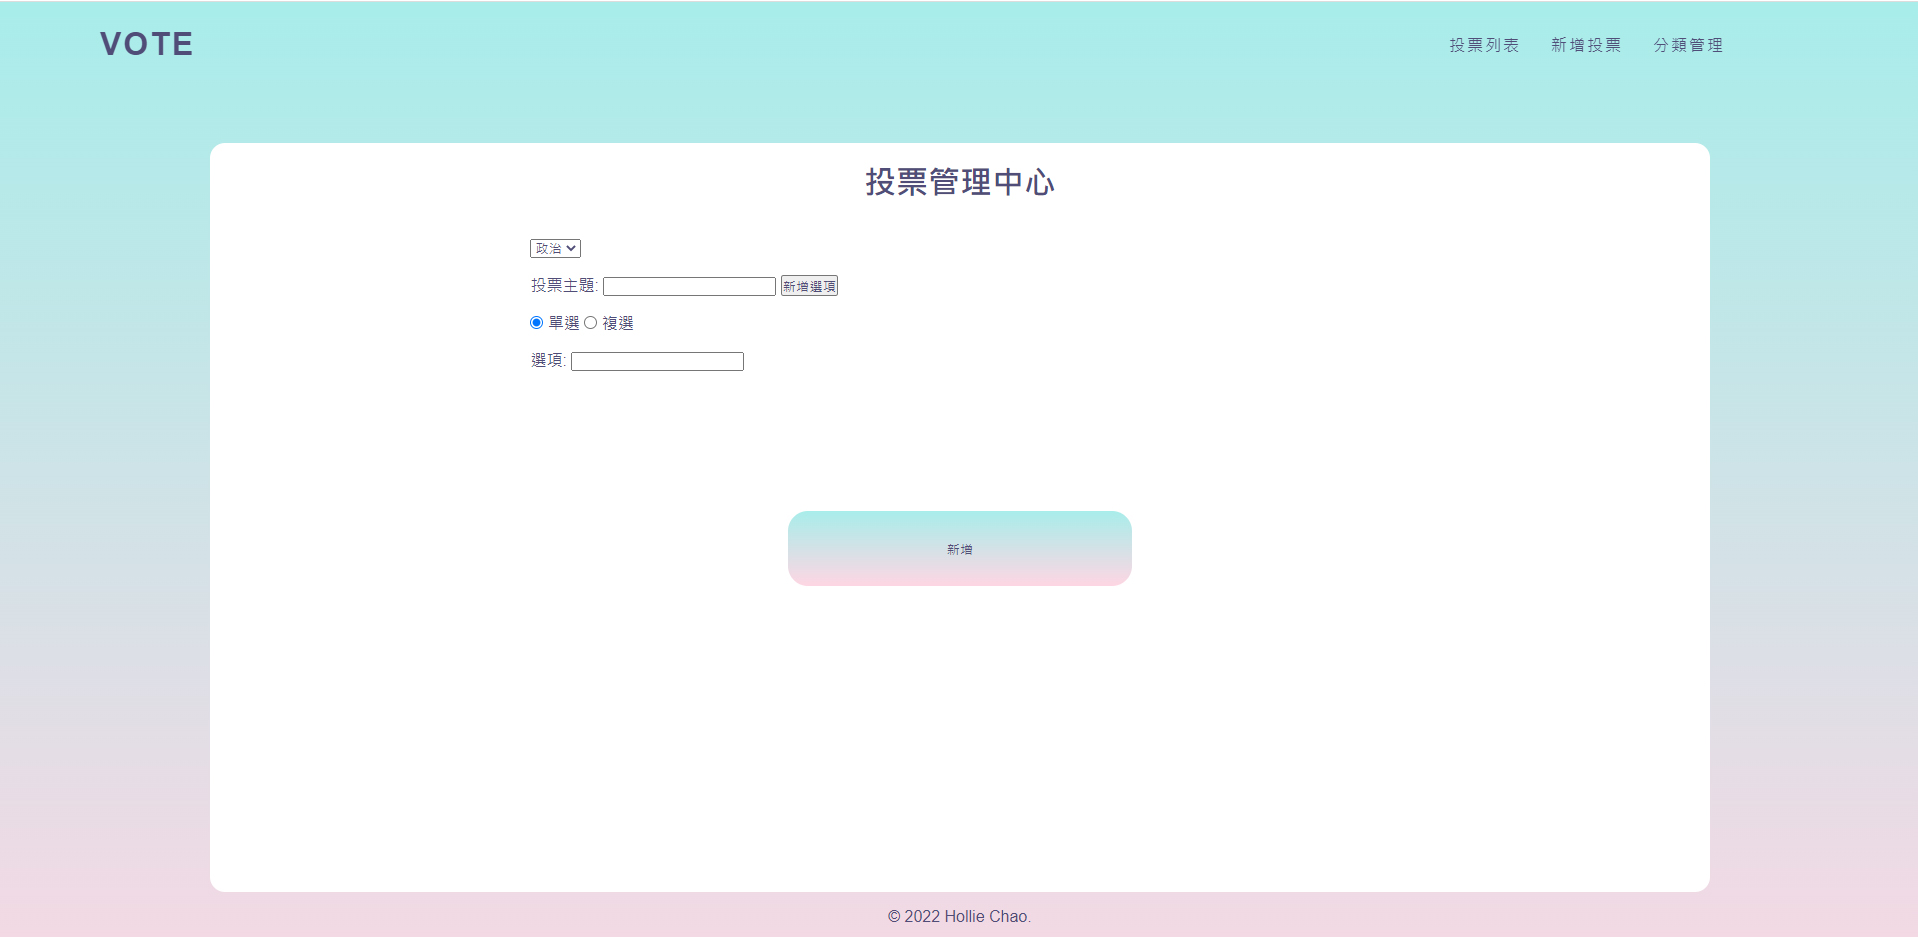 VOTE
投票列表 新增投票 分類管理
投票管理中心
政治
投票主題: 新增選項
單選 複選
選項:
新增
© 2022 Hollie Chao.